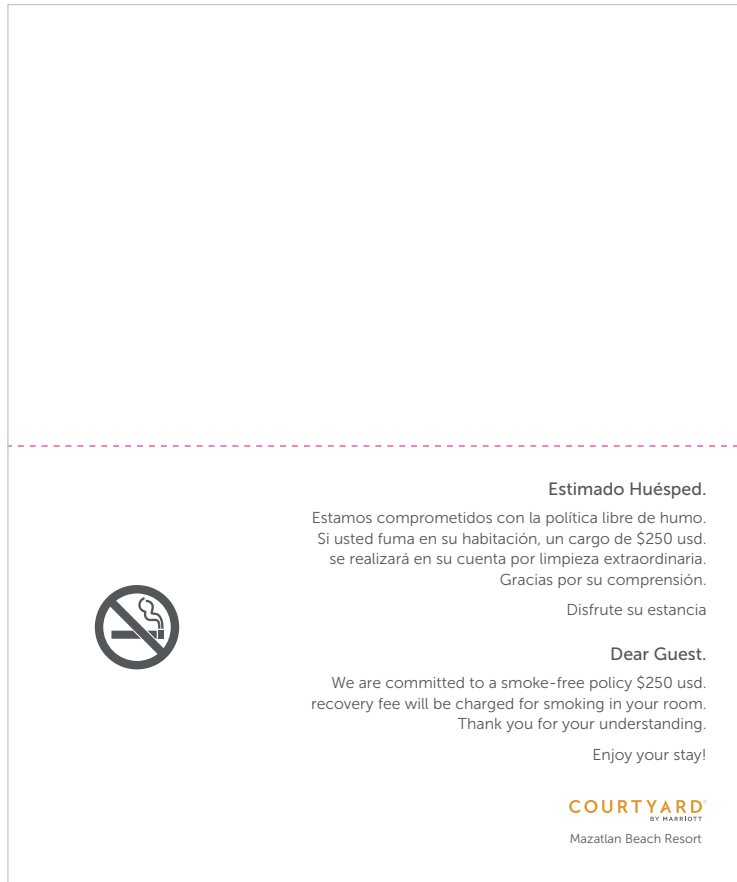 Estimado Huésped.
Estamos comprometidos con la política libre de humo.
Si usted fuma en su habitación, un cargo de $250 usd.
se realizará en su cuenta por limpieza extraordinaria.
Gracias por su comprensión.
Disfrute su estancia
Dear Guest.
We are committed to a smoke-free policy $250 usd.
recovery fee will be charged for smoking in your room.
Thank you for your understanding.
Enjoy your stay!
COURTYARD®
BY MARRIOTT
Mazatlan Beach Resort